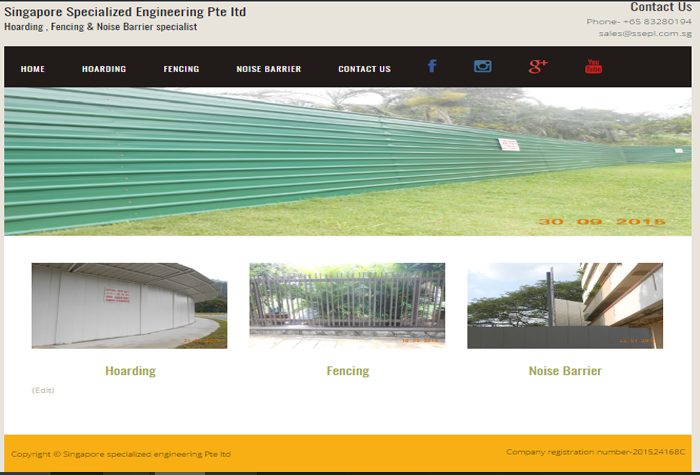 Singapore Specialized Engineering Pte ltd
Hoarding , Fencing & Noise Barrier specialist
Contact Us
Phone- +65 83280194
sales@ssepl.com.sg
HOME HOARDING FENCING NOISE BARRIER CONTACT US f g+ You Tube
30 09 2015
Hoarding Fencing Noise Barrier
(Edit)
Copyright © Singapore specialized engineering Pte ltd
Company registration number-201524168C